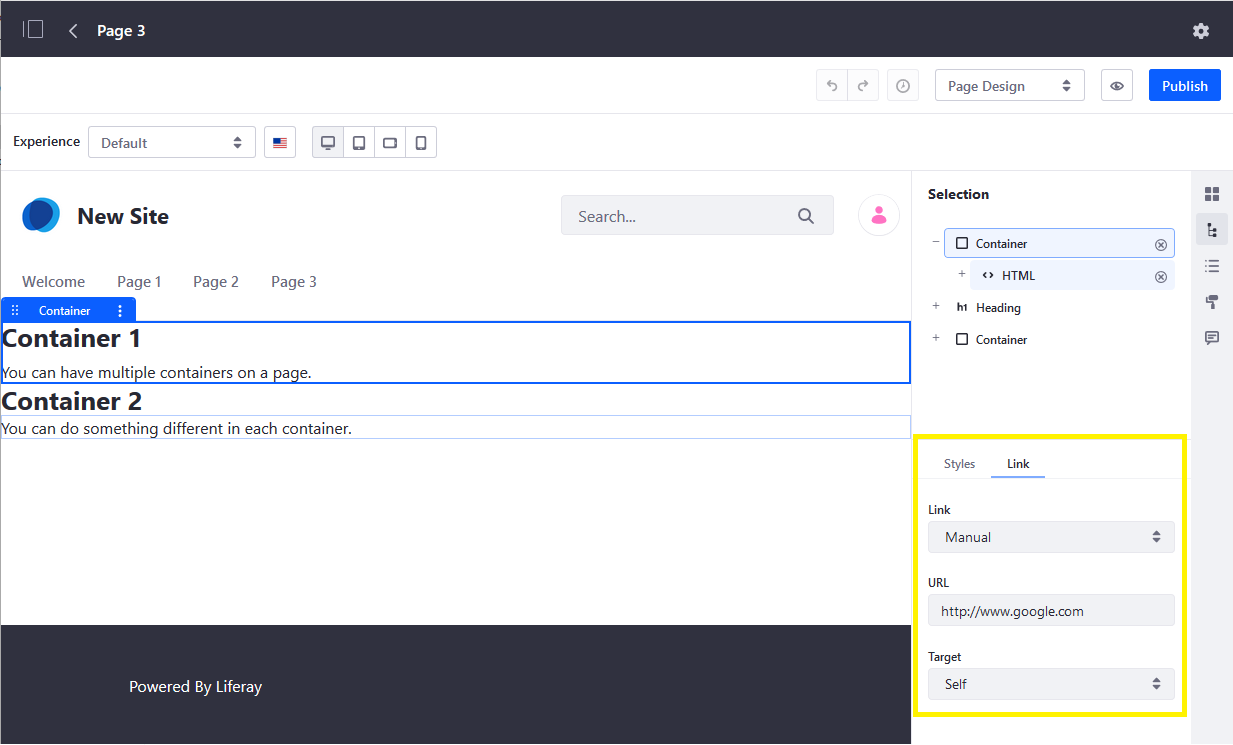 Page 3
Page Design
Publish
Experience
Default
New Site
Search...
Welcome
Page 1
Page 2
Page 3
Container
Container 1
You can have multiple containers on a page.
Container 2
You can do something different in each container.
Powered By Liferay
Selection
Container
HTML
h1 Heading
Container
Styles
Link
Link
Manual
URL
http://www.google.com
Target
Self